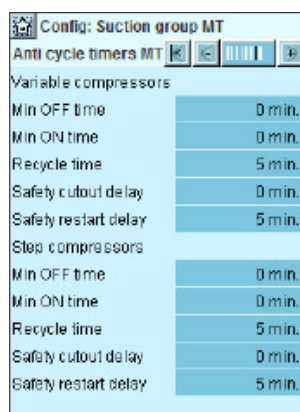 Config: Suction group MT
Anti cycle timers MT
Variable compressors
Min OFF time 0 min.
Min ON time 0 min.
Recycle time 5 min.
Safety cutout delay 0 min.
Safety restart delay 5 min.
Step compressors
Min OFF time 0 min.
Min ON time 0 min.
Recycle time 5 min.
Safety cutout delay 0 min.
Safety restart delay 5 min.